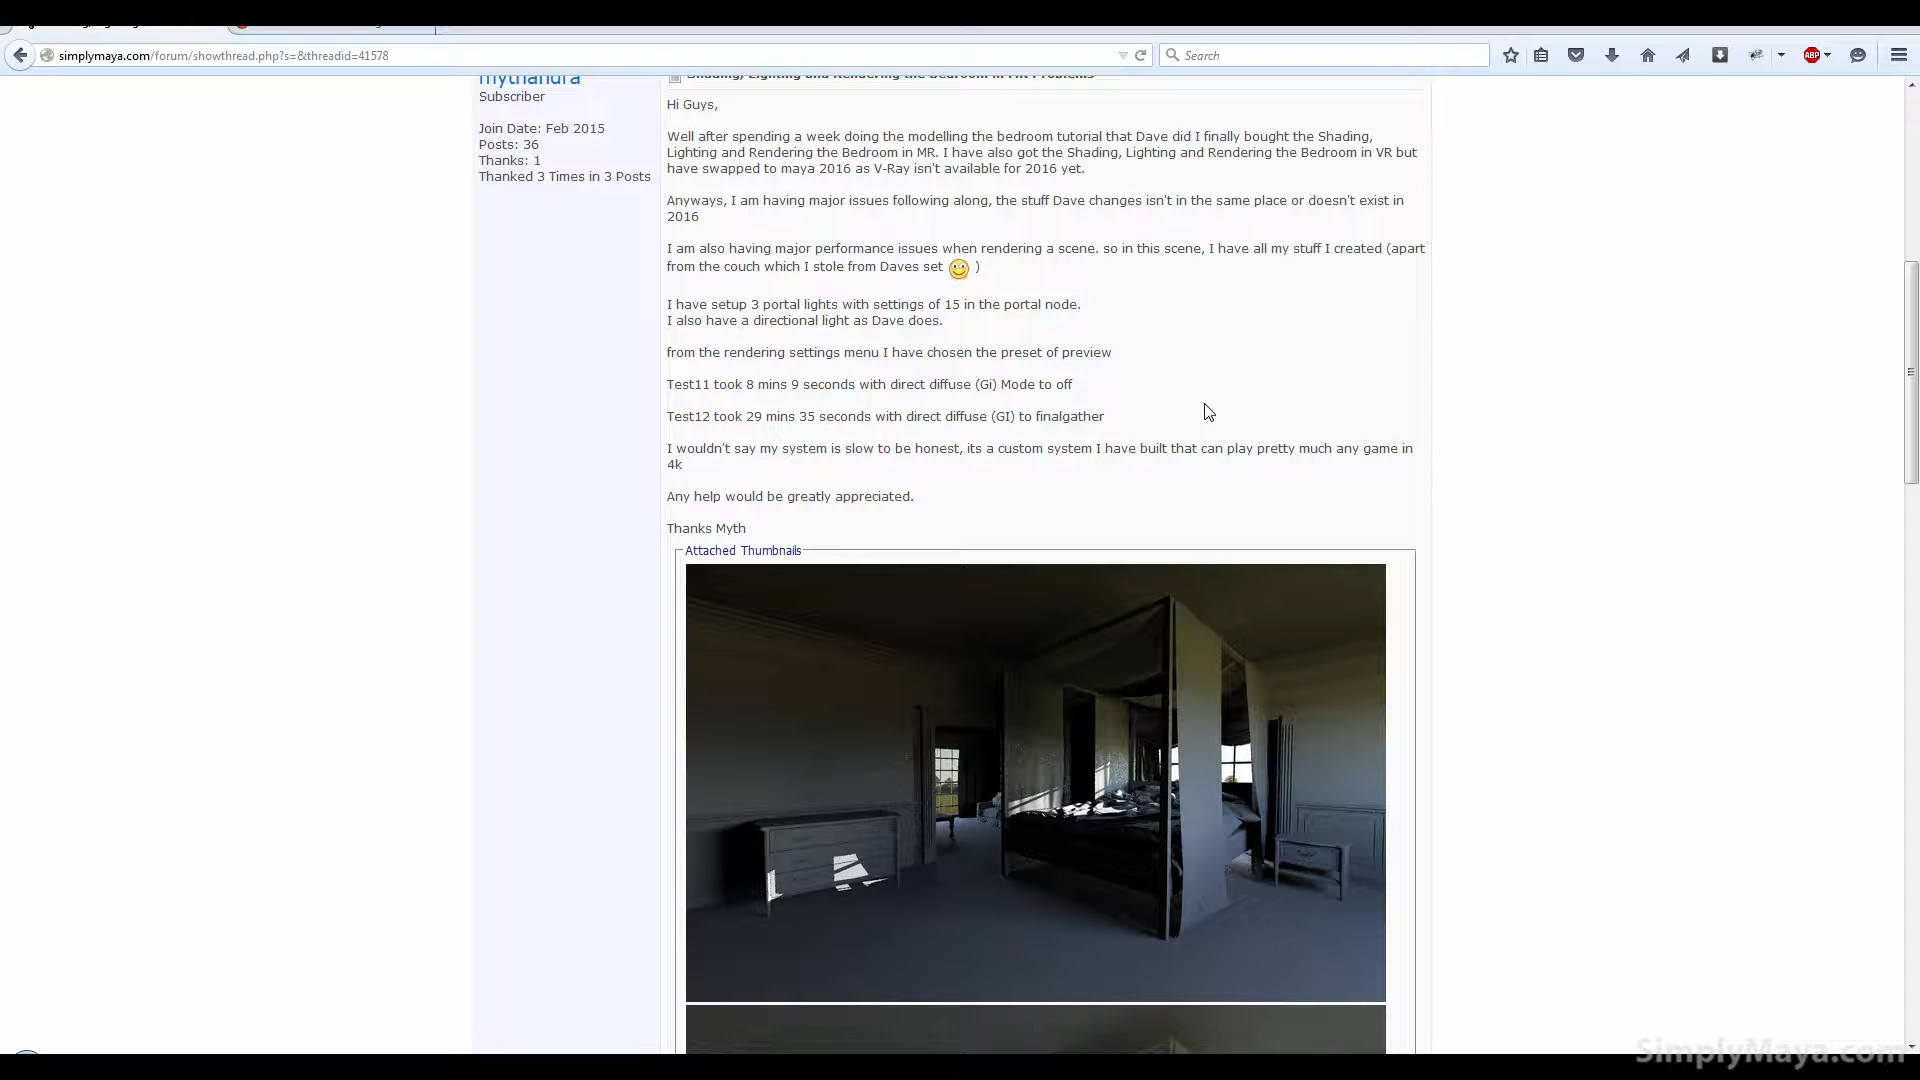 simplymaya.com/forum/showthread.php?s=&threadid=41578
Search
ABP
mythandra
Subscriber
Join Date: Feb 2015
Posts: 36
Thanks: 1
Thanked 3 Times in 3 Posts
Shading, Lighting and Rendering the Bedroom in MR Problems
Hi Guys,
Well after spending a week doing the modelling the bedroom tutorial that Dave did I finally bought the Shading,
Lighting and Rendering the Bedroom in MR. I have also got the Shading, Lighting and Rendering the Bedroom in VR but
have swapped to maya 2016 as V-Ray isn't available for 2016 yet.
Anyways, I am having major issues following along, the stuff Dave changes isn't in the same place or doesn't exist in
2016
I am also having major performance issues when rendering a scene. so in this scene, I have all my stuff I created (apart
from the couch which I stole from Daves set )
I have setup 3 portal lights with settings of 15 in the portal node.
I also have a directional light as Dave does.
from the rendering settings menu I have chosen the preset of preview
Test11 took 8 mins 9 seconds with direct diffuse (Gi) Mode to off
Test12 took 29 mins 35 seconds with direct diffuse (GI) to finalgather
I wouldn't say my system is slow to be honest, its a custom system I have built that can play pretty much any game in
4k
Any help would be greatly appreciated.
Thanks Myth
Attached Thumbnails
SimplyMaya.com